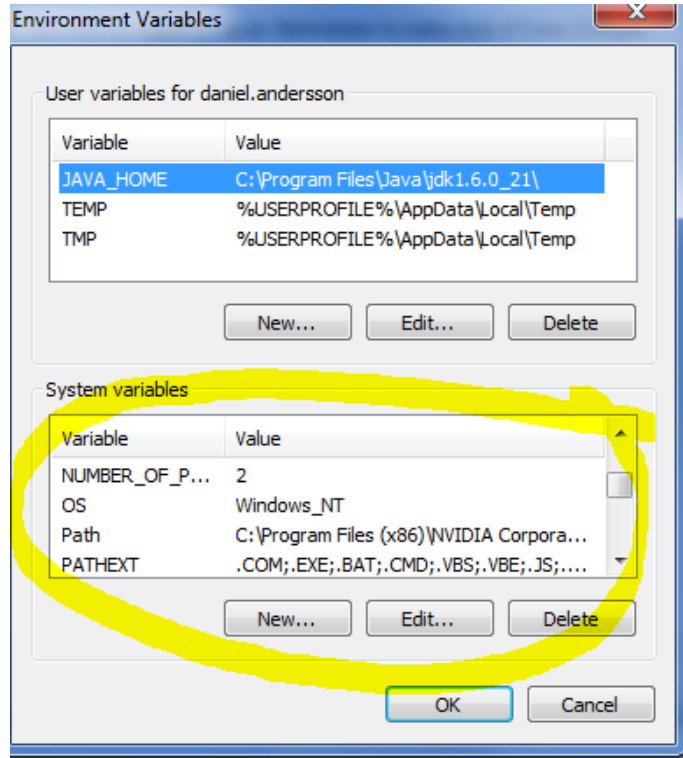 Environment Variables
User variables for daniel.andersson
Variable Value
JAVA_HOME C:\Program Files\Java\jdk1.6.0_21\
TEMP %USERPROFILE%\AppData\Local\Temp
TMP %USERPROFILE%\AppData\Local\Temp
New... Edit... Delete
System variables
Variable Value
NUMBER_OF_P... 2
OS Windows_NT
Path C:\Program Files (x86)\NVIDIA Corpora...
PATHEXT .COM;.EXE;.BAT;.CMD;.VBS;.VBE;.JS;....
New... Edit... Delete
OK Cancel